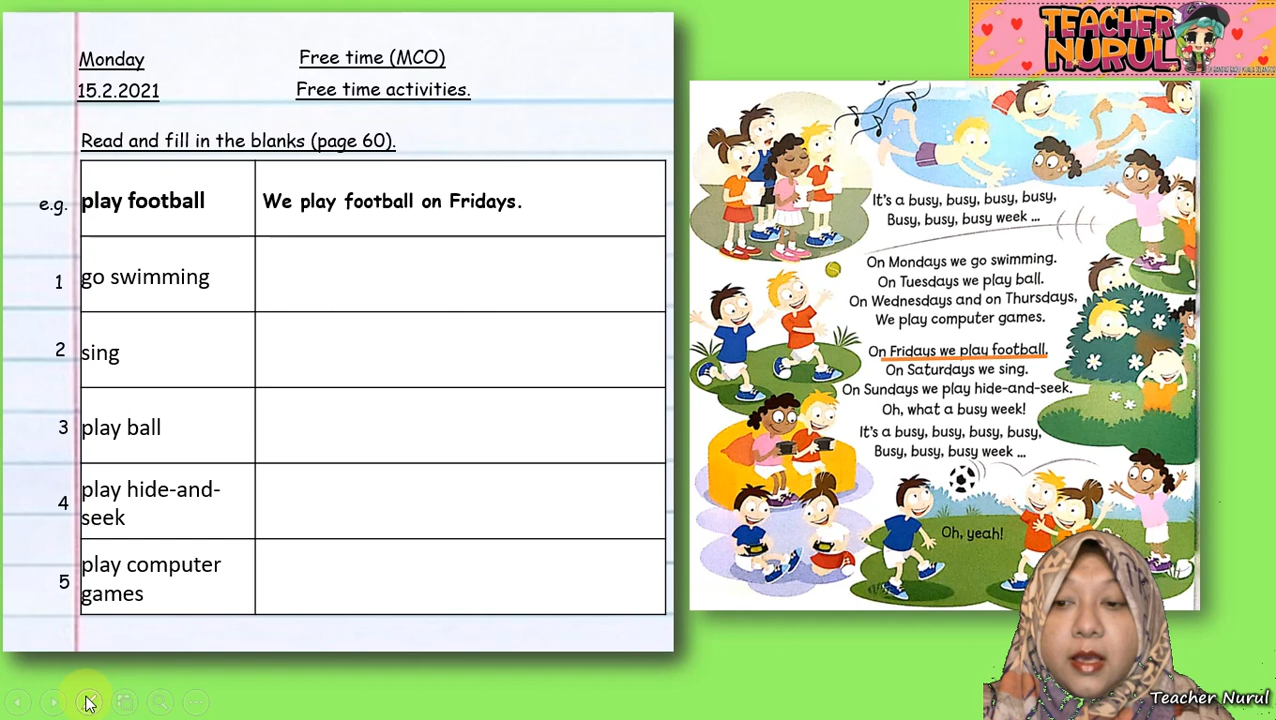 Monday
Free time (MCO)
15.2.2021
Free time activities.
Read and fill in the blanks (page 60).
e.g. play football We play football on Fridays.
1 go swimming
2 sing
3 play ball
4 play hide-and-
seek
5 play computer
games
TEACHER
NURUL
It's a busy, busy, busy, busy,
Busy, busy, busy week ...
On Mondays we go swimming.
On Tuesdays we play ball.
On Wednesdays and on Thursdays,
We play computer games.
On Fridays we play football,
On Saturdays we sing.
On Sundays we play hide-and-seek.
Oh, what a busy week!
It's a busy, busy, busy, busy,
Busy, busy, busy week ...
Oh, yeah!
Teacher Nurul